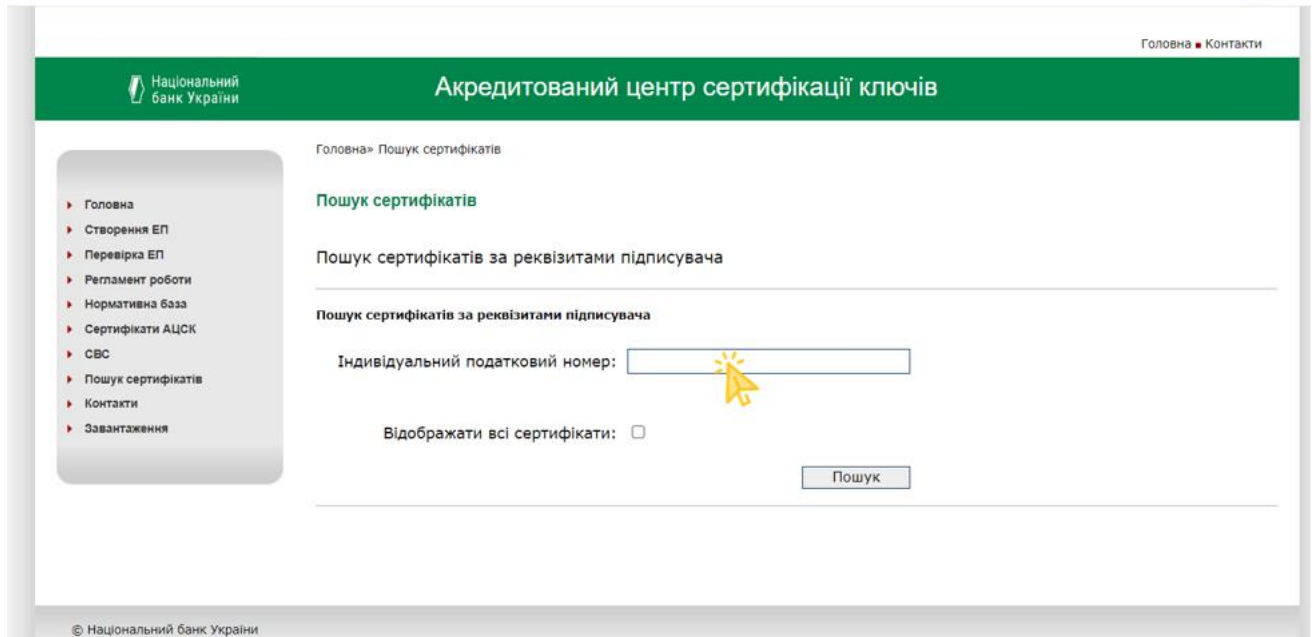 Головна ▪ Контакти
Національний
банк України
Акредитований центр сертифікації ключів
Головна» Пошук сертифікатів
Головна
Створення ЕП
Перевірка ЕП
Регламент роботи
Нормативна база
Сертифікати АЦСК
СВС
Пошук сертифікатів
Контакти
Завантаження
Пошук сертифікатів
Пошук сертифікатів за реквізитами підписувача
Пошук сертифікатів за реквізитами підписувача
Індивідуальний податковий номер:
Відображати всі сертифікати:
Пошук
© Національний банк України